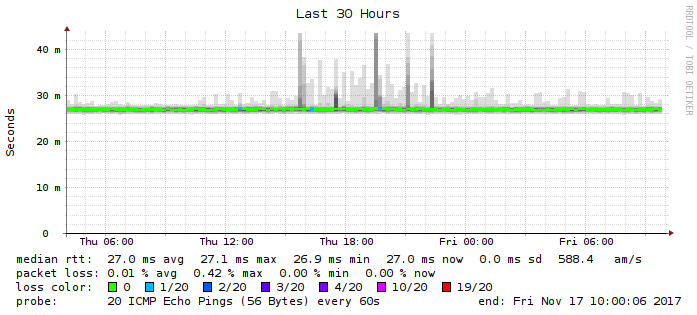 Last 30 Hours
RRDTOOL / TOBI OETIKER
Seconds
40 m
30 m
20 m
10 m
0
Thu 06:00 Thu 12:00 Thu 18:00 Fri 00:00 Fri 06:00
median rtt: 27.0 ms avg 27.1 ms max 26.9 ms min 27.0 ms now 0.0 ms sd 588.4 am/s
packet loss: 0.01 % avg 0.42 % max 0.00 % min 0.00 % now
loss color: 0 1/20 2/20 3/20 4/20 10/20 19/20
probe: 20 ICMP Echo Pings (56 Bytes) every 60s end: Fri Nov 17 10:00:06 2017